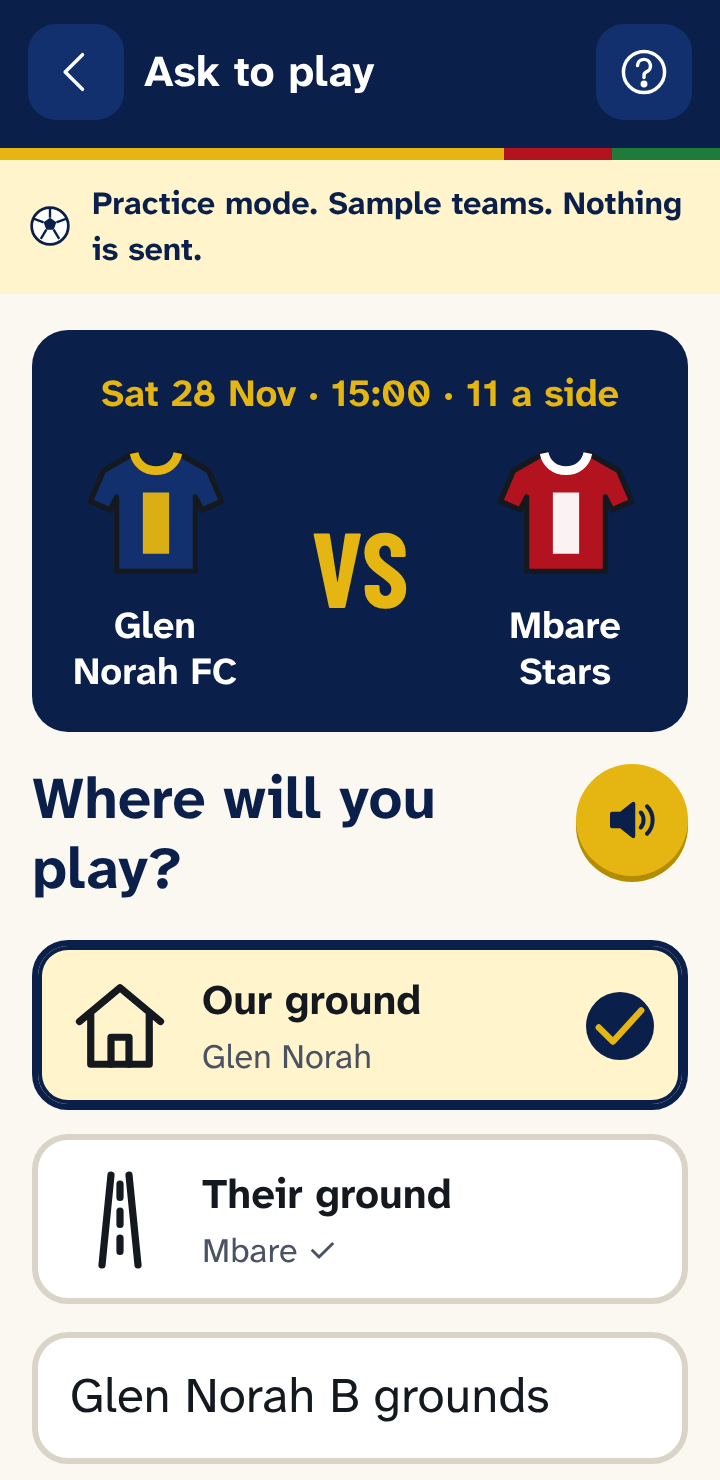 Ask to play
Practice mode. Sample teams. Nothing
is sent.
Sat 28 Nov · 15:00 · 11 a side
VS
Glen
Norah FC
Mbare
Stars
Where will you
play?
Our ground
Glen Norah
Their ground
Mbare ✓
Glen Norah B grounds